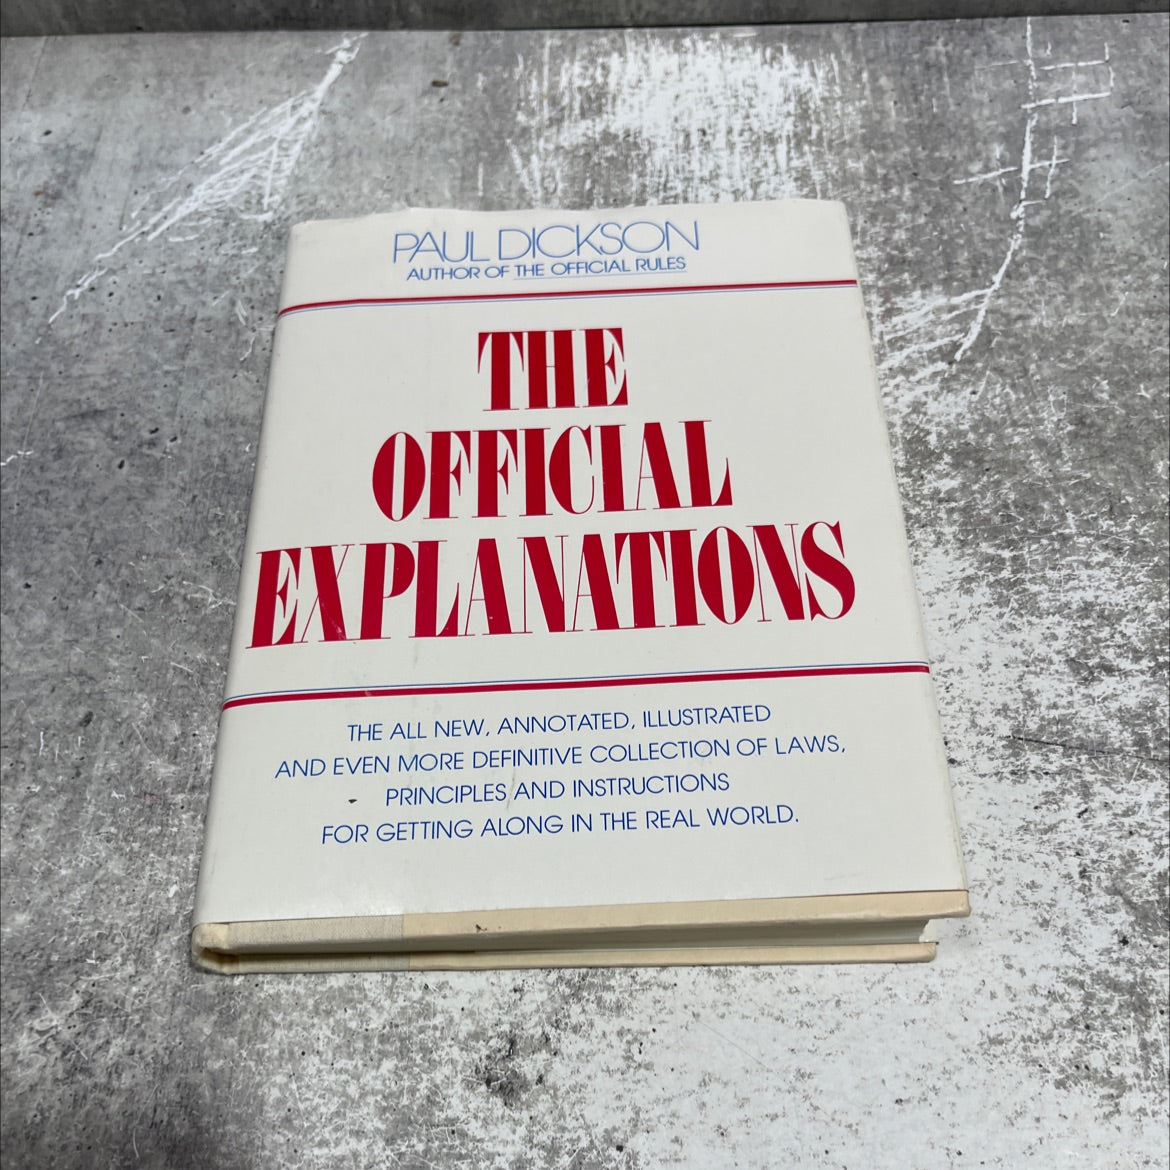 PAUL DICKSON
AUTHOR OF THE OFFICIAL RULES
THE
OFFICIAL
EXPLANATIONS
THE ALL NEW, ANNOTATED, ILLUSTRATED
AND EVEN MORE DEFINITIVE COLLECTION OF LAWS,
PRINCIPLES AND INSTRUCTIONS
FOR GETTING ALONG IN THE REAL WORLD.